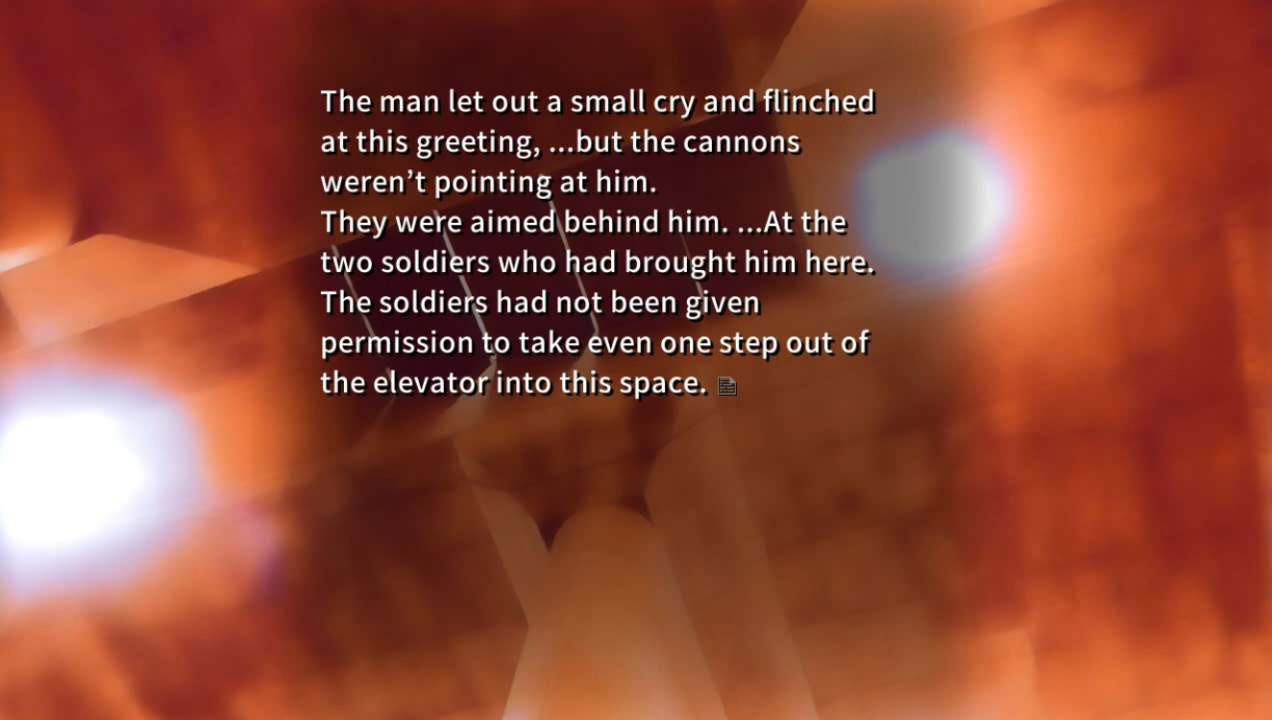 The man let out a small cry and flinched
at this greeting, ...but the cannons
weren’t pointing at him.
They were aimed behind him. ...At the
two soldiers who had brought him here.
The soldiers had not been given
permission to take even one step out of
the elevator into this space.